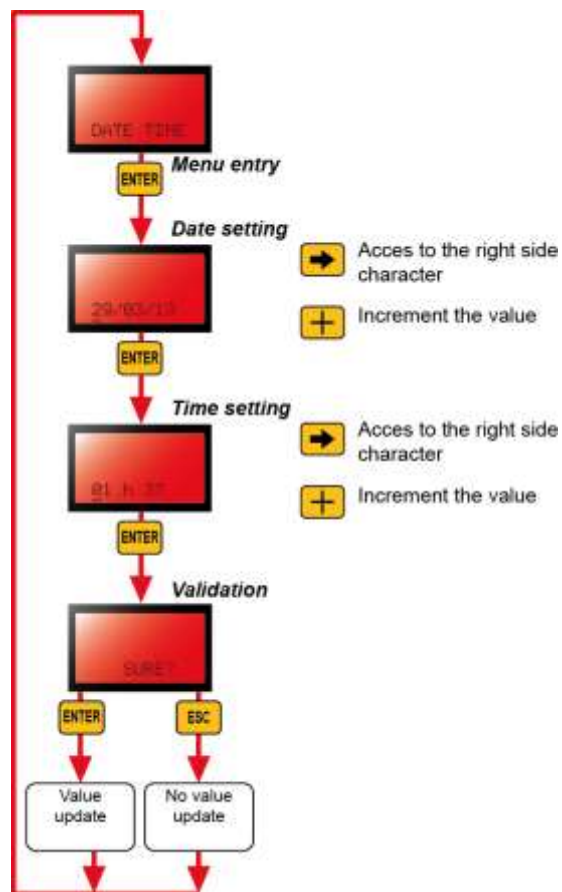 DATE TIME
ENTER
Menu entry
Date setting
Acces to the right side
character
29/03/13
Increment the value
ENTER
Time setting
Acces to the right side
character
01 h
Increment the value
ENTER
Validation
SURE?
ENTER
ESC
Value
update
No value
update